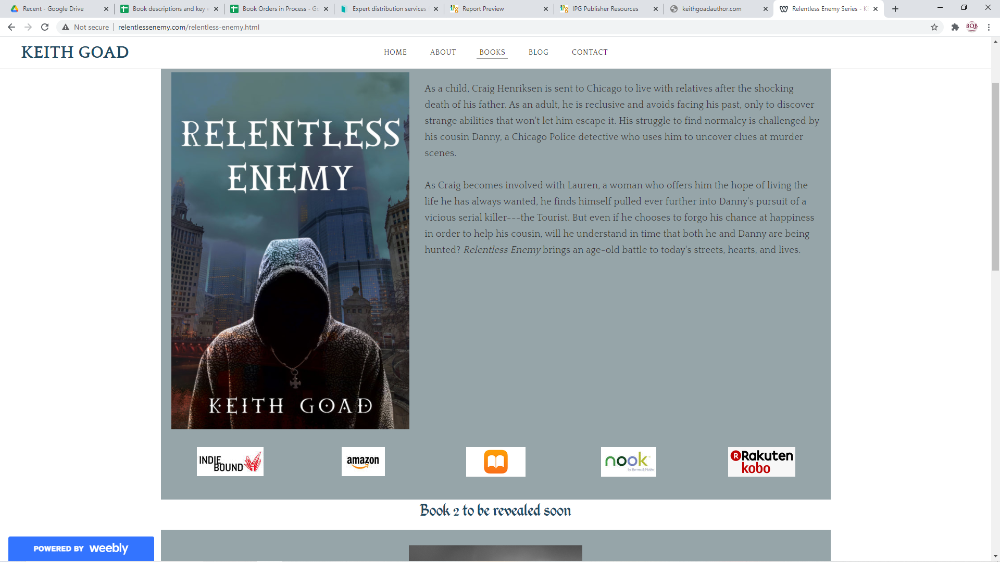 Recent - Google Drive
Book descriptions and key
Book Orders in Process - Go
Expert distribution services
ipg Report Preview
ipg IPG Publisher Resources
keithgoadauthor.com
Relentless Enemy Series - K
Not secure
relentlessenemy.com/relentless-enemy.html
BQB
KEITH GOAD
HOME
ABOUT
BOOKS
BLOG
CONTACT
RELENTLESS
ENEMY
KEITH GOAD
As a child, Craig Henriksen is sent to Chicago to live with relatives after the shocking
death of his father. As an adult, he is reclusive and avoids facing his past, only to discover
strange abilities that won't let him escape it. His struggle to find normalcy is challenged by
his cousin Danny, a Chicago Police detective who uses him to uncover clues at murder
scenes.
As Craig becomes involved with Lauren, a woman who offers him the hope of living the
life he has always wanted, he finds himself pulled ever further into Danny's pursuit of a
vicious serial killer---the Tourist. But even if he chooses to forgo his chance at happiness
in order to help his cousin, will he understand in time that both he and Danny are being
hunted? Relentless Enemy brings an age-old battle to today's streets, hearts, and lives.
INDIE
BOUND
amazon
nook
by Barnes & Noble
R Rakuten
kobo
Book 2 to be revealed soon
POWERED BY weebly